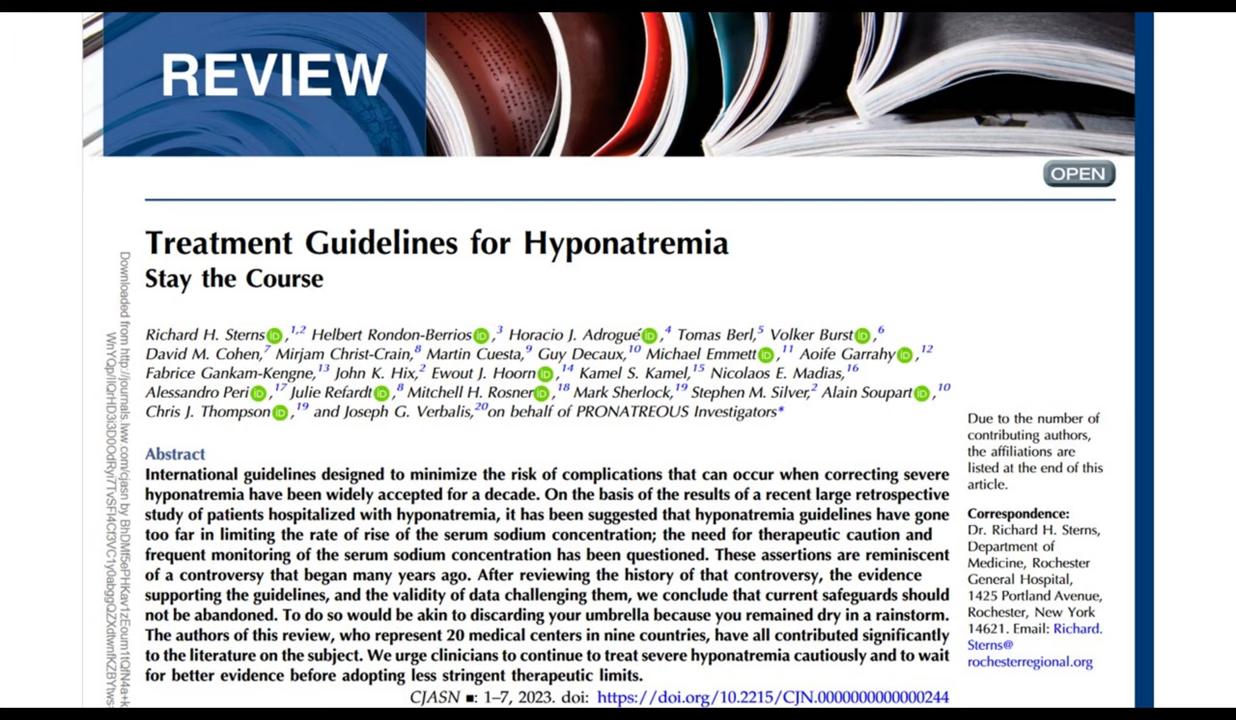 REVIEW
OPEN
Treatment Guidelines for Hyponatremia
Stay the Course
Richard H. Sterns iD,1,2 Helbert Rondon-Berrios iD,3 Horacio J. Adrogué iD,4 Tomas Berl,5 Volker Burst iD,6
David M. Cohen,7 Mirjam Christ-Crain,8 Martin Cuesta,9 Guy Decaux,10 Michael Emmett iD,11 Aoife Garrahy iD,12
Fabrice Gankam-Kengne,13 John K. Hix,2 Ewout J. Hoorn iD,14 Kamel S. Kamel,15 Nicolaos E. Madias,16
Alessandro Peri iD,17 Julie Refardt iD,8 Mitchell H. Rosner iD,18 Mark Sherlock,19 Stephen M. Silver,2 Alain Soupart iD,10
Chris J. Thompson iD,19 and Joseph G. Verbalis,20 on behalf of PRONATREOUS Investigators*
Abstract
International guidelines designed to minimize the risk of complications that can occur when correcting severe
hyponatremia have been widely accepted for a decade. On the basis of the results of a recent large retrospective
study of patients hospitalized with hyponatremia, it has been suggested that hyponatremia guidelines have gone
too far in limiting the rate of rise of the serum sodium concentration; the need for therapeutic caution and
frequent monitoring of the serum sodium concentration has been questioned. These assertions are reminiscent
of a controversy that began many years ago. After reviewing the history of that controversy, the evidence
supporting the guidelines, and the validity of data challenging them, we conclude that current safeguards should
not be abandoned. To do so would be akin to discarding your umbrella because you remained dry in a rainstorm.
The authors of this review, who represent 20 medical centers in nine countries, have all contributed significantly
to the literature on the subject. We urge clinicians to continue to treat severe hyponatremia cautiously and to wait
for better evidence before adopting less stringent therapeutic limits.
CJASN ■: 1–7, 2023. doi: https://doi.org/10.2215/CJN.0000000000000244
Due to the number of
contributing authors,
the affiliations are
listed at the end of this
article.
Correspondence:
Dr. Richard H. Sterns,
Department of
Medicine, Rochester
General Hospital,
1425 Portland Avenue,
Rochester, New York
14621. Email: Richard.
Sterns@
rochesterregional.org
Downloaded from http://journals.lww.com/cjasn by